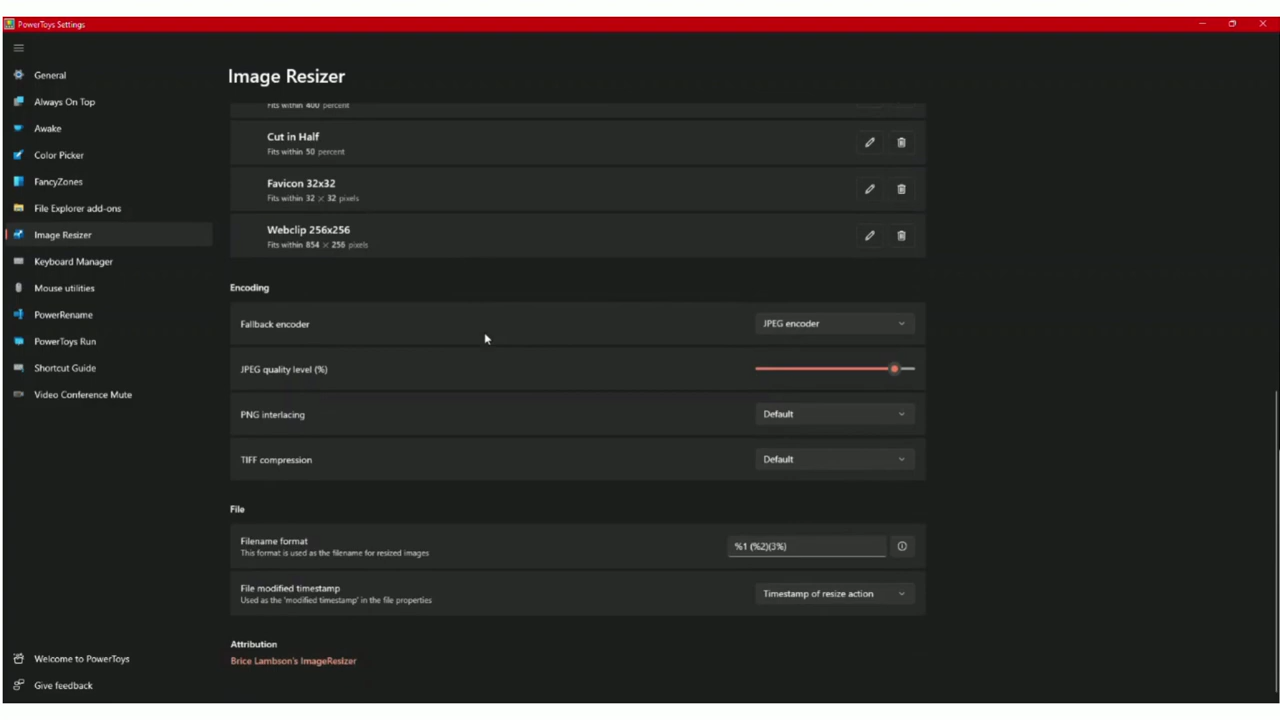 PowerToys Settings
General
Always On Top
Awake
Color Picker
FancyZones
File Explorer add-ons
Image Resizer
Keyboard Manager
Mouse utilities
PowerRename
PowerToys Run
Shortcut Guide
Video Conference Mute
Welcome to PowerToys
Give feedback
Image Resizer
Fits within 400 percent
Cut in Half
Fits within 50 percent
Favicon 32x32
Fits within 32 × 32 pixels
Webclip 256x256
Fits within 854 × 256 pixels
Encoding
Fallback encoder
JPEG encoder
JPEG quality level (%)
PNG interlacing
Default
TIFF compression
Default
File
Filename format
This format is used as the filename for resized images
%1 (%2)(3%)
File modified timestamp
Used as the 'modified timestamp' in the file properties
Timestamp of resize action
Attribution
Brice Lambson's ImageResizer